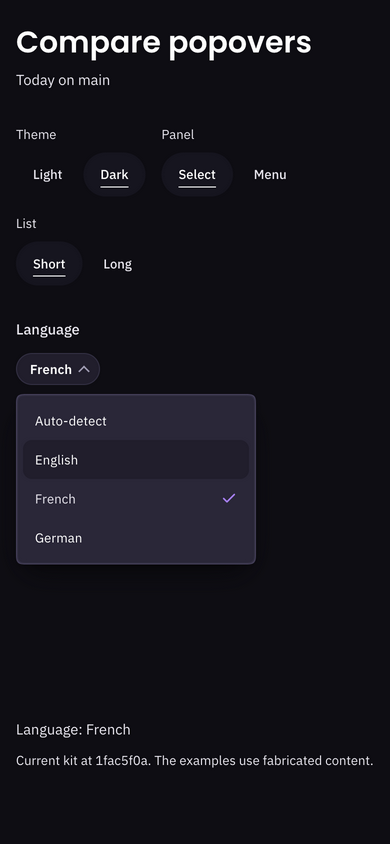 Compare popovers
Today on main
Theme
Panel
Light
Dark
Select
Menu
List
Short
Long
Language
French
Auto-detect
English
French
German
Language: French
Current kit at 1fac5f0a. The examples use fabricated content.